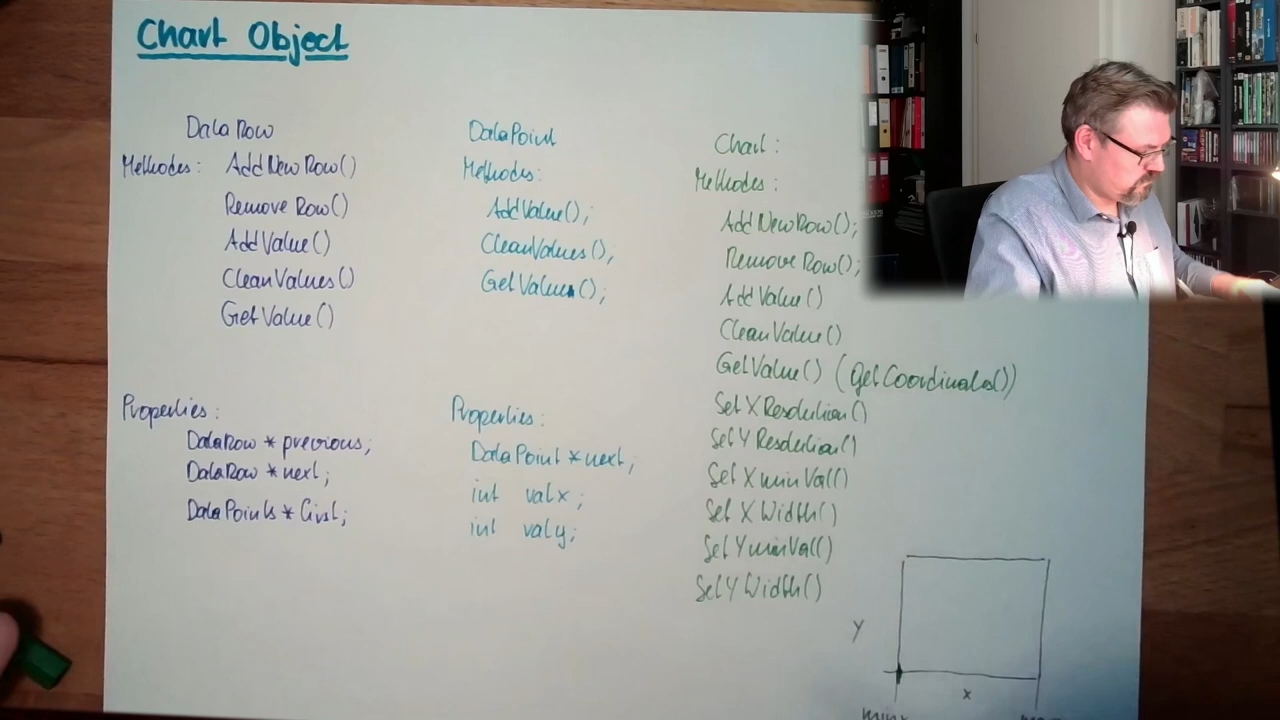 Chart Object
DataRow
Methodes: AddNewRow()
RemoveRow()
AddValue()
CleanValues()
GetValue()
Properties:
DataRow *previous;
DataRow *next;
DataPoints *first;
DataPoint
Methodes:
AddValue();
CleanValues();
GetValues();
Properties:
DataPoint *next;
int valx;
int valy;
Chart:
Methodes:
AddNewRow();
RemoveRow();
AddValue()
CleanValue()
GetValue() (getCoordinates())
SetXResolution()
SetYResolution()
SetXminVal()
SetXWidth()
SetYminVal()
SetYWidth()
Y
x